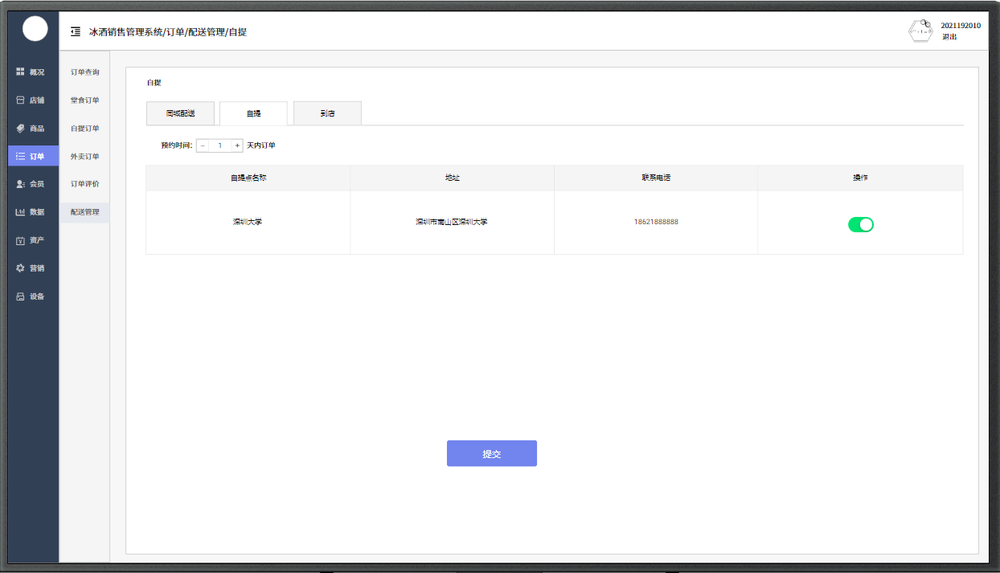 冰酒销售管理系统/订单/配送管理/自提
2021192010
退出
概况
店铺
商品
订单
会员
数据
资产
营销
设备
订单查询
堂食订单
自提订单
外卖订单
订单评价
配送管理
自提
同城配送 自提 到店
预约时间: − 1 + 天内订单
自提点名称 地址 联系电话 操作
深圳大学 深圳市南山区深圳大学 18621888888
提交